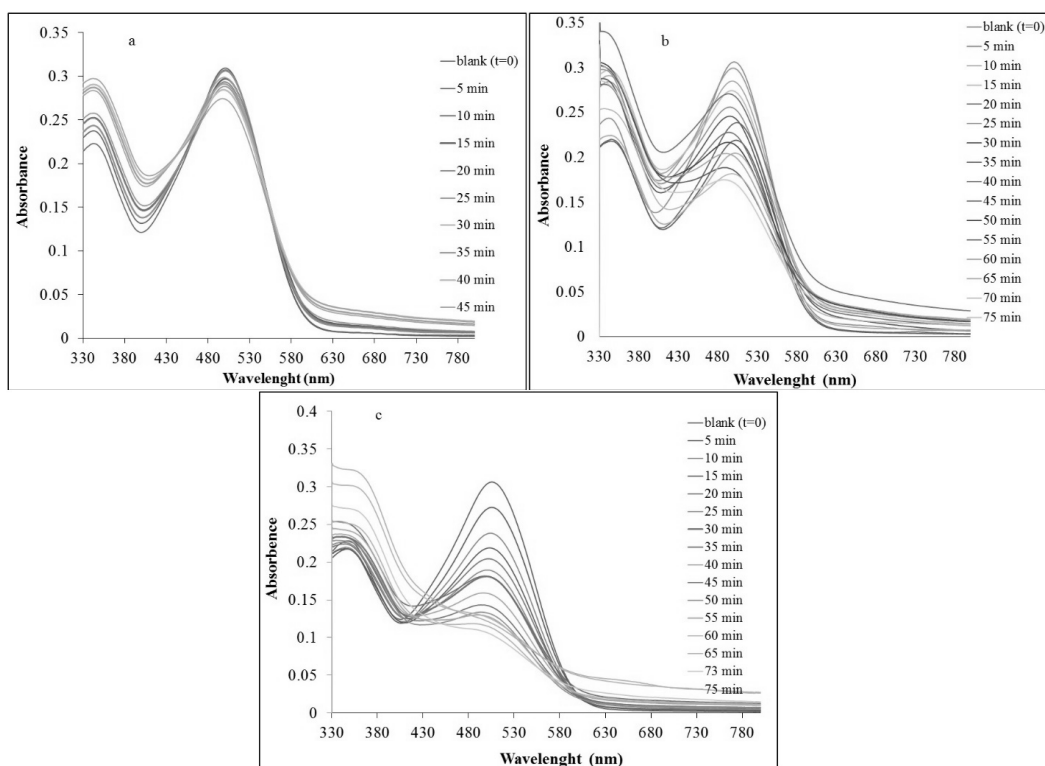 a
0.35
0.3
0.25
0.2
0.15
0.1
0.05
0
330 380 430 480 530 580 630 680 730 780
Absorbance
Wavelenght (nm)
blank (t=0)
5 min
10 min
15 min
20 min
25 min
30 min
35 min
40 min
45 min
b
0.35
0.3
0.25
0.2
0.15
0.1
0.05
0
330 430 490 530 580 630 730 780
Absorbance
Wavelenght (nm)
blank (t=0)
5 min
10 min
15 min
20 min
25 min
30 min
35 min
40 min
45 min
50 min
55 min
60 min
65 min
70 min
75 min
c
0.4
0.35
0.3
0.25
0.2
0.15
0.1
0.05
0
330 380 430 480 530 580 630 680 730 780
Absorbence
Wavelenght (nm)
blank (t=0)
5 min
10 min
15 min
20 min
25 min
30 min
35 min
40 min
45 min
50 min
55 min
60 min
65 min
73 min
75 min